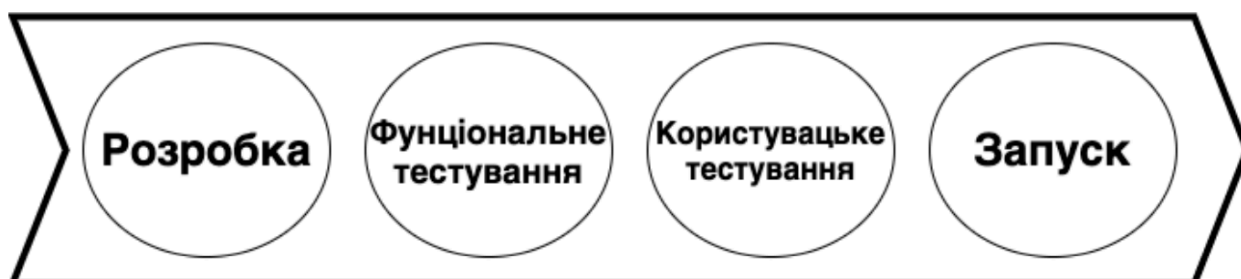 Розробка
Фунціональне
тестування
Користувацьке
тестування
Запуск